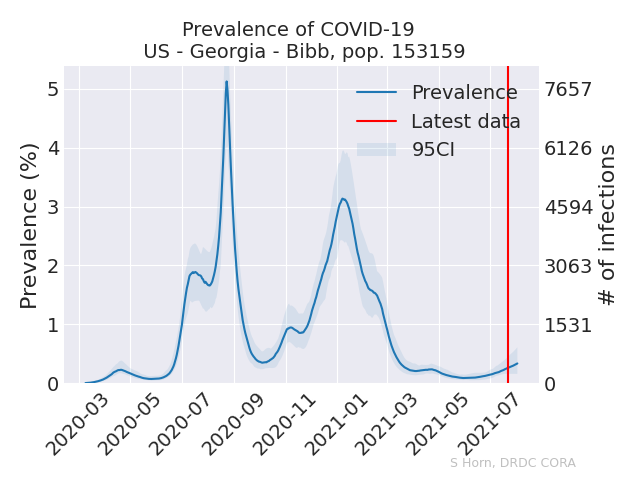 Prevalence of COVID-19
US - Georgia - Bibb, pop. 153159
Prevalence (%)
5
4
3
2
1
0
Prevalence
Latest data
95CI
7657
6126
4594
3063
1531
0
# of infections
2020-03
2020-05
2020-07
2020-09
2020-11
2021-01
2021-03
2021-05
2021-07
S Horn, DRDC CORA